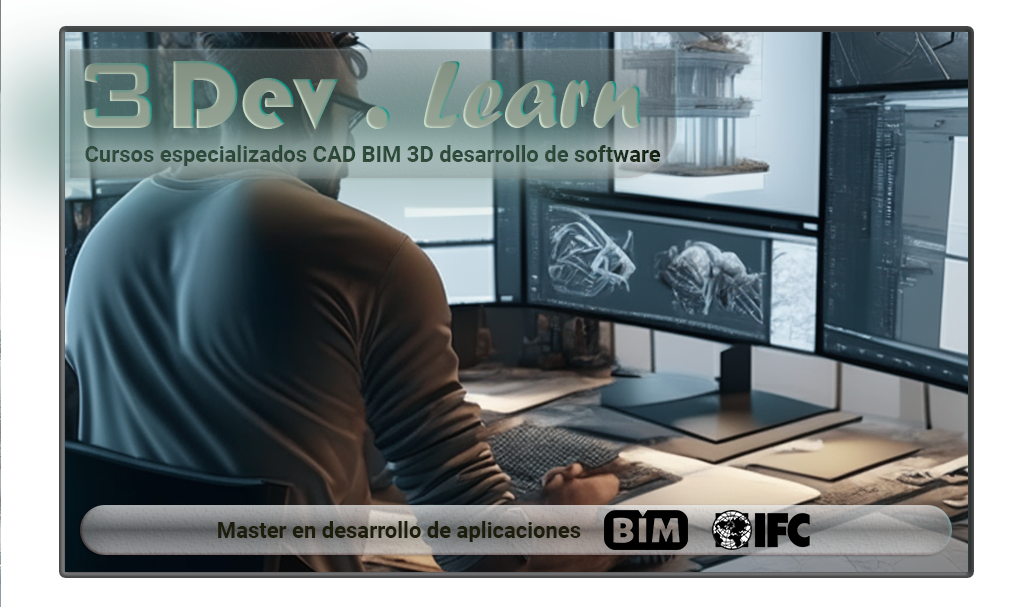 3Dev.Learn
Cursos especializados CAD BIM 3D desarrollo de software
Master en desarrollo de aplicaciones BIM IFC